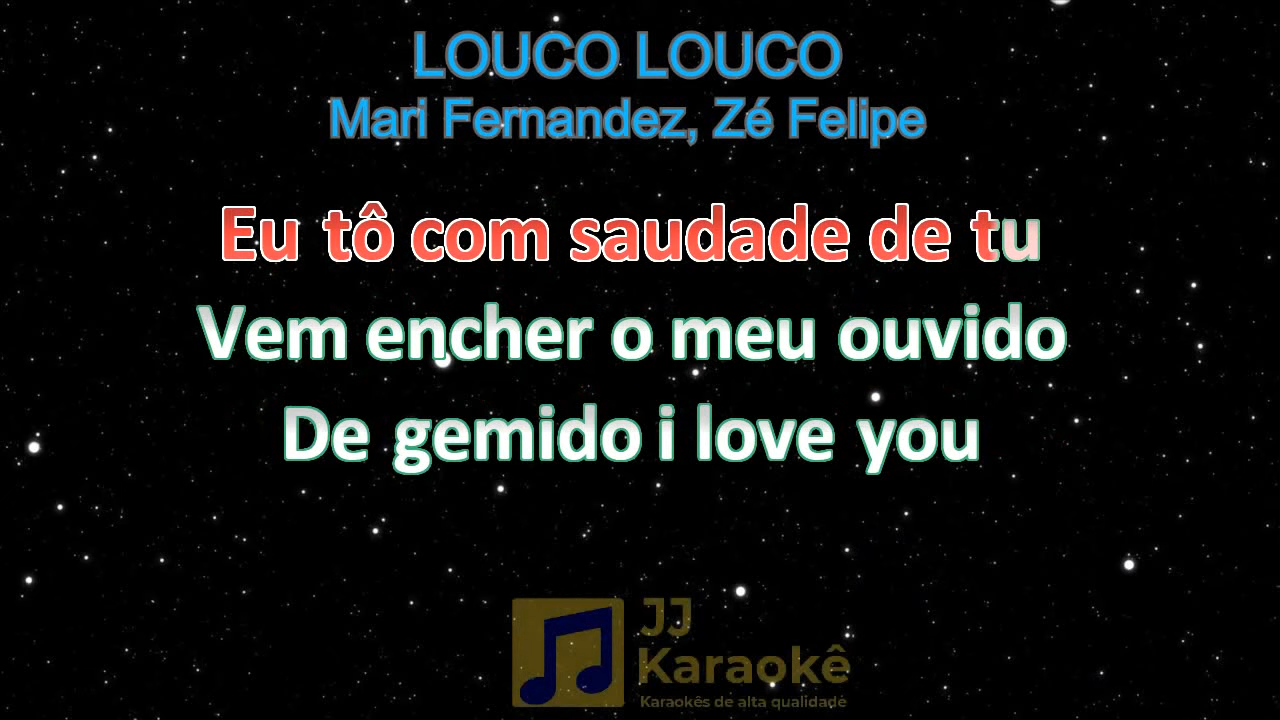 LOUCO LOUCO
Mari Fernandez, Zé Felipe
Eu tô com saudade de tu
Vem encher o meu ouvido
De gemido i love you
JJ
Karaokê
Karaokês de alta qualidade